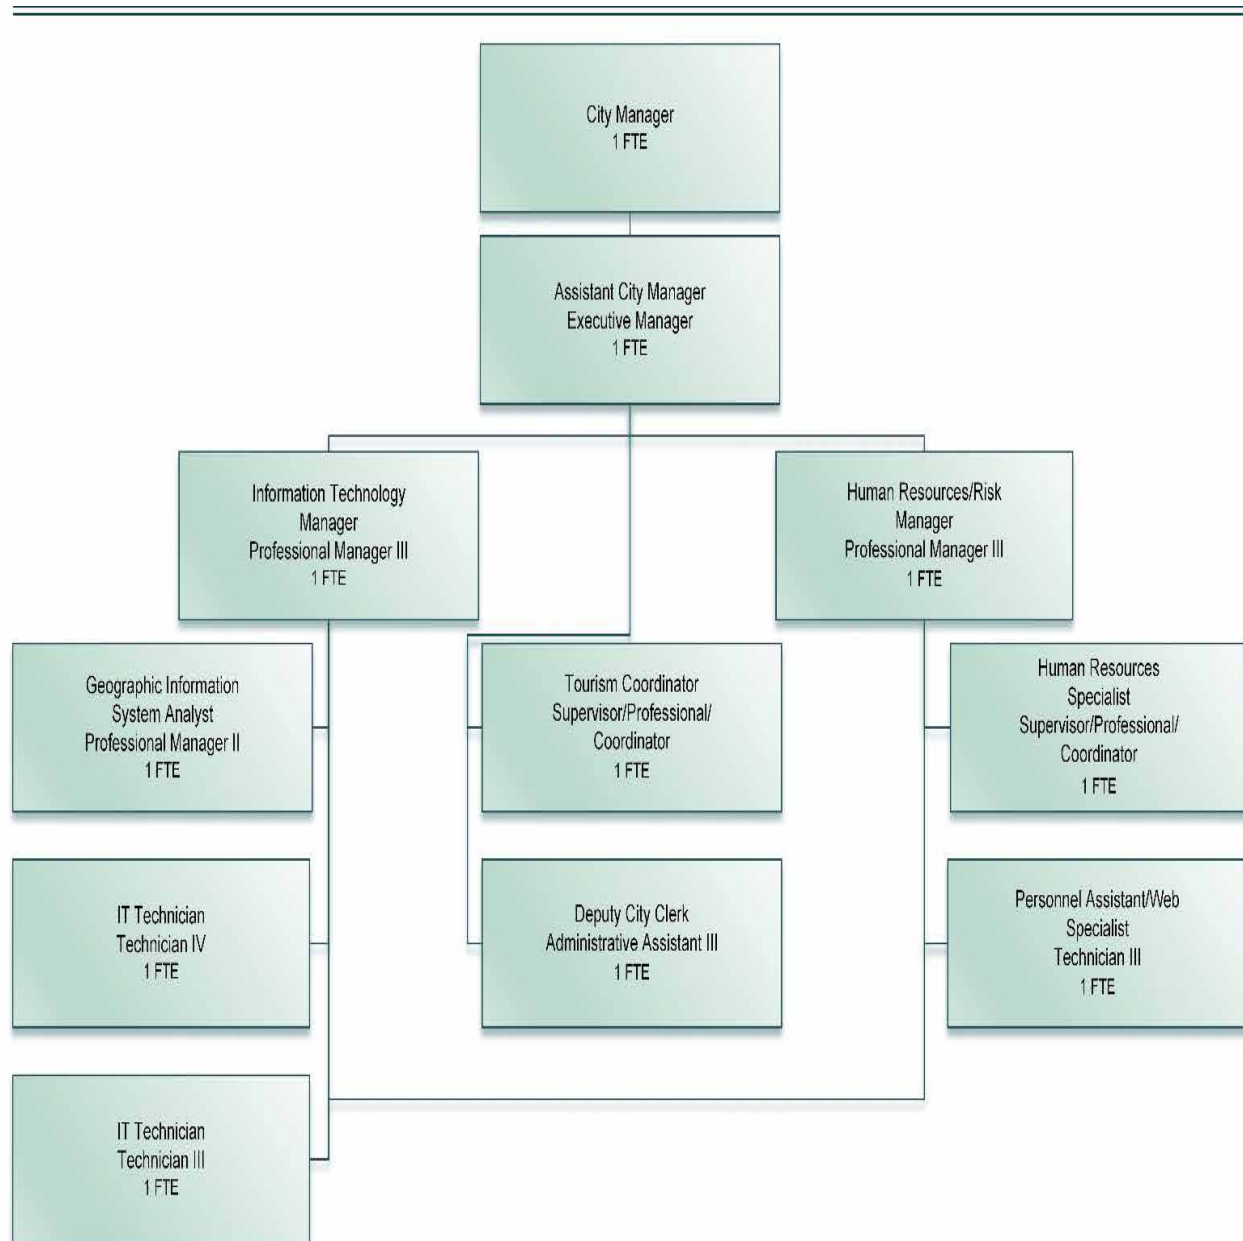 City Manager
1 FTE
Assistant City Manager
Executive Manager
1 FTE
Information Technology
Manager
Professional Manager III
1 FTE
Human Resources/Risk
Manager
Professional Manager III
1 FTE
Geographic Information
System Analyst
Professional Manager II
1 FTE
Tourism Coordinator
Supervisor/Professional/
Coordinator
1 FTE
Human Resources
Specialist
Supervisor/Professional/
Coordinator
1 FTE
IT Technician
Technician IV
1 FTE
Deputy City Clerk
Administrative Assistant III
1 FTE
Personnel Assistant/Web
Specialist
Technician III
1 FTE
IT Technician
Technician III
1 FTE